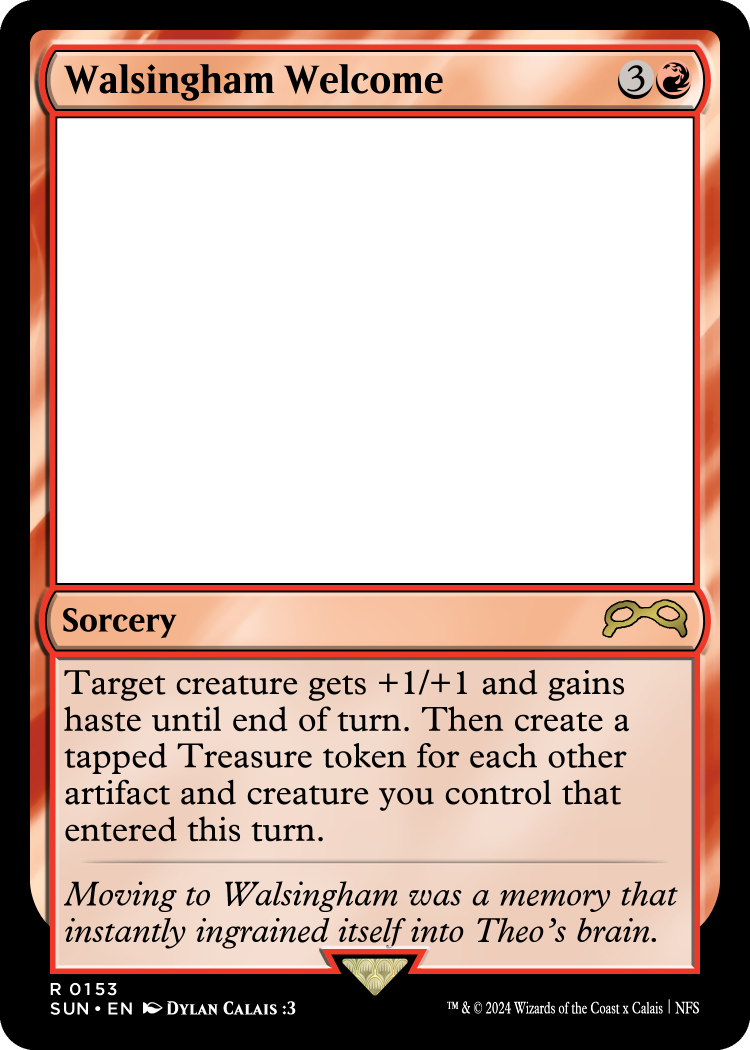 Walsingham Welcome 3
Sorcery
Target creature gets +1/+1 and gains
haste until end of turn. Then create a
tapped Treasure token for each other
artifact and creature you control that
entered this turn.
Moving to Walsingham was a memory that
instantly ingrained itself into Theo's brain.
R 0153
SUN • EN Dylan Calais :3
™ & © 2024 Wizards of the Coast x Calais | NFS